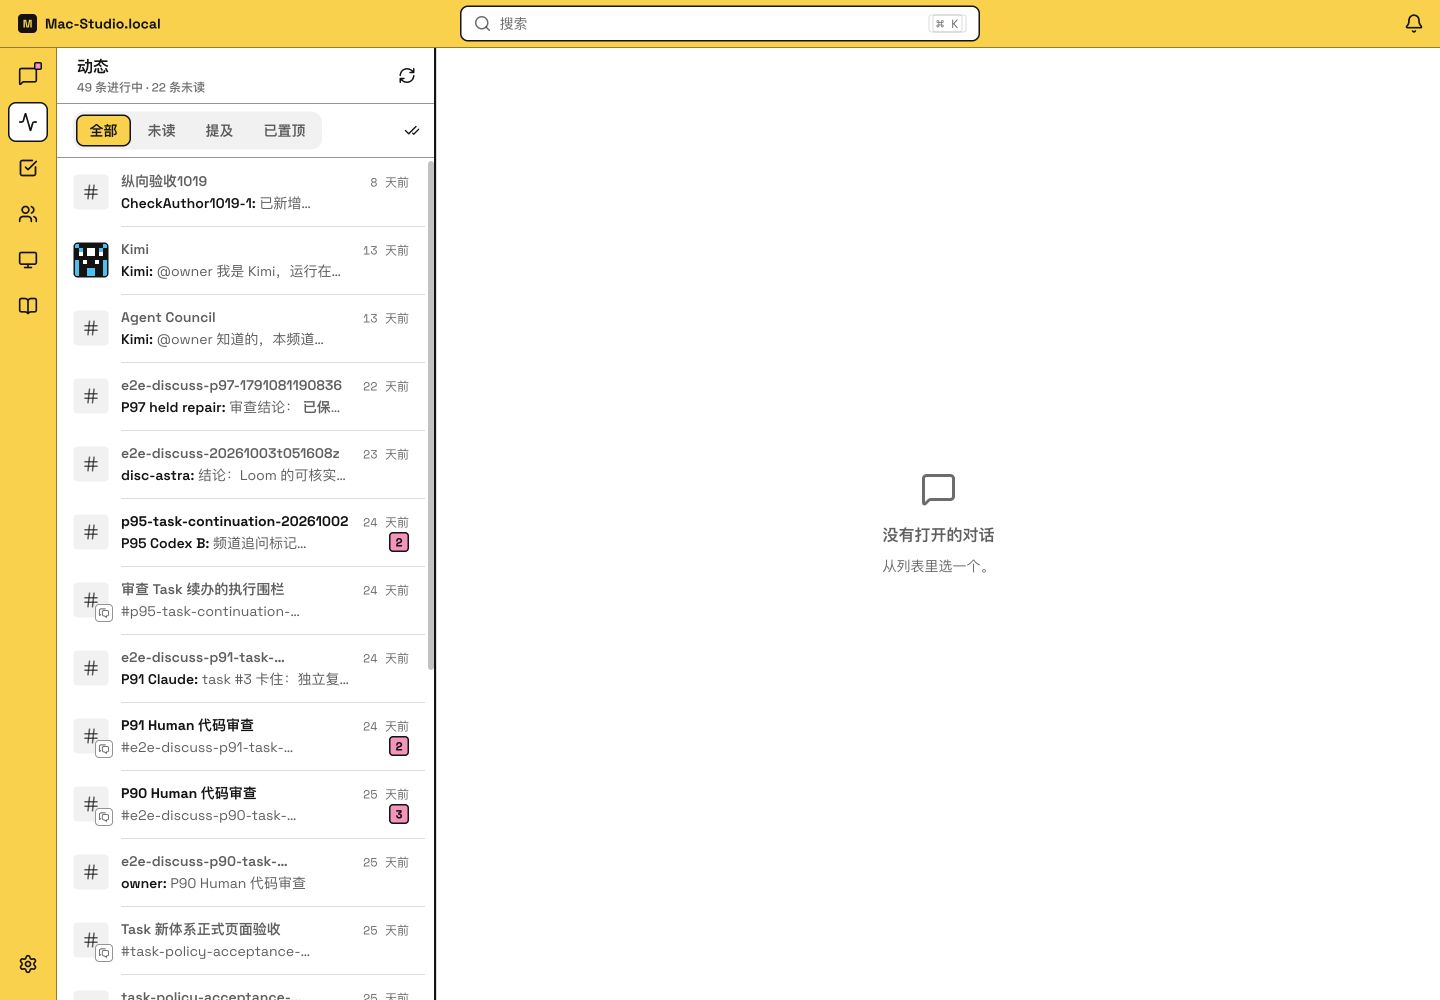 M Mac-Studio.local
搜索
⌘ K
动态
49 条进行中 · 22 条未读
全部 未读 提及 已置顶
纵向验收1019 8 天前
CheckAuthor1019-1: 已新增...
Kimi 13 天前
Kimi: @owner 我是 Kimi，运行在...
Agent Council 13 天前
Kimi: @owner 知道的，本频道...
e2e-discuss-p97-1791081190836 22 天前
P97 held repair: 审查结论： 已保...
e2e-discuss-20261003t051608z 23 天前
disc-astra: 结论：Loom 的可核实...
p95-task-continuation-20261002 24 天前
P95 Codex B: 频道追问标记... 2
审查 Task 续办的执行围栏 24 天前
#p95-task-continuation-...
e2e-discuss-p91-task-... 24 天前
P91 Claude: task #3 卡住：独立复...
P91 Human 代码审查 24 天前
#e2e-discuss-p91-task-... 2
P90 Human 代码审查 25 天前
#e2e-discuss-p90-task-... 3
e2e-discuss-p90-task-... 25 天前
owner: P90 Human 代码审查
Task 新体系正式页面验收 25 天前
#task-policy-acceptance-...
task-policy-acceptance-... 25 天前
没有打开的对话
从列表里选一个。